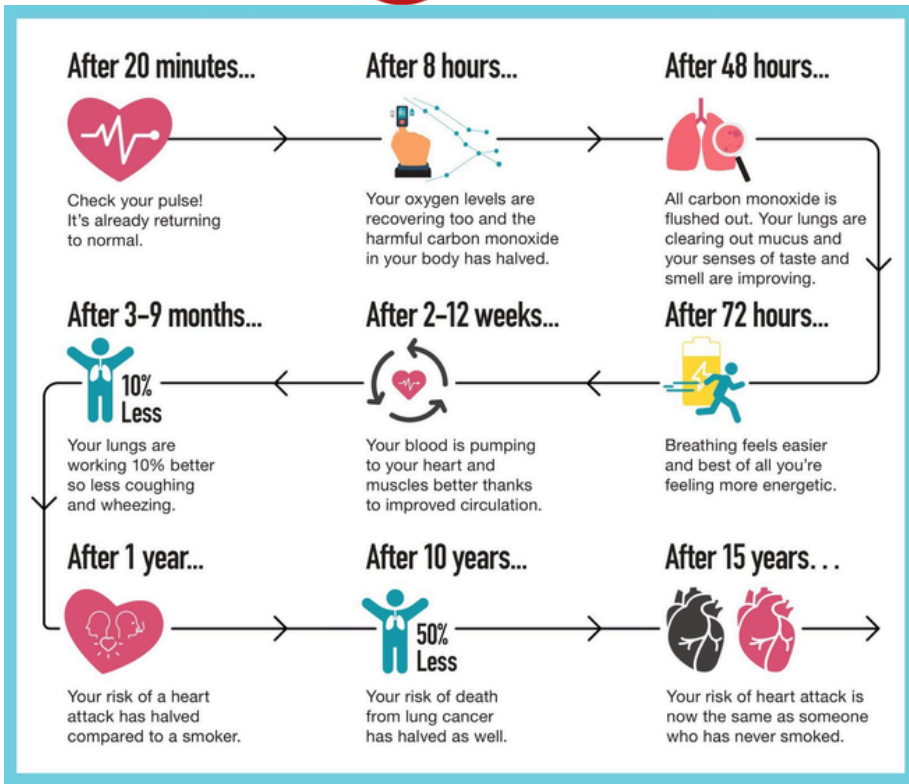 After 20 minutes...
Check your pulse!
It's already returning
to normal.
After 8 hours...
Your oxygen levels are
recovering too and the
harmful carbon monoxide
in your body has halved.
After 48 hours...
All carbon monoxide is
flushed out. Your lungs are
clearing out mucus and
your senses of taste and
smell are improving.
After 72 hours...
Breathing feels easier
and best of all you're
feeling more energetic.
After 2–12 weeks...
Your blood is pumping
to your heart and
muscles better thanks
to improved circulation.
After 3–9 months...
10%
Less
Your lungs are
working 10% better
so less coughing
and wheezing.
After 1 year...
Your risk of a heart
attack has halved
compared to a smoker.
After 10 years...
50%
Less
Your risk of death
from lung cancer
has halved as well.
After 15 years...
Your risk of heart attack is
now the same as someone
who has never smoked.